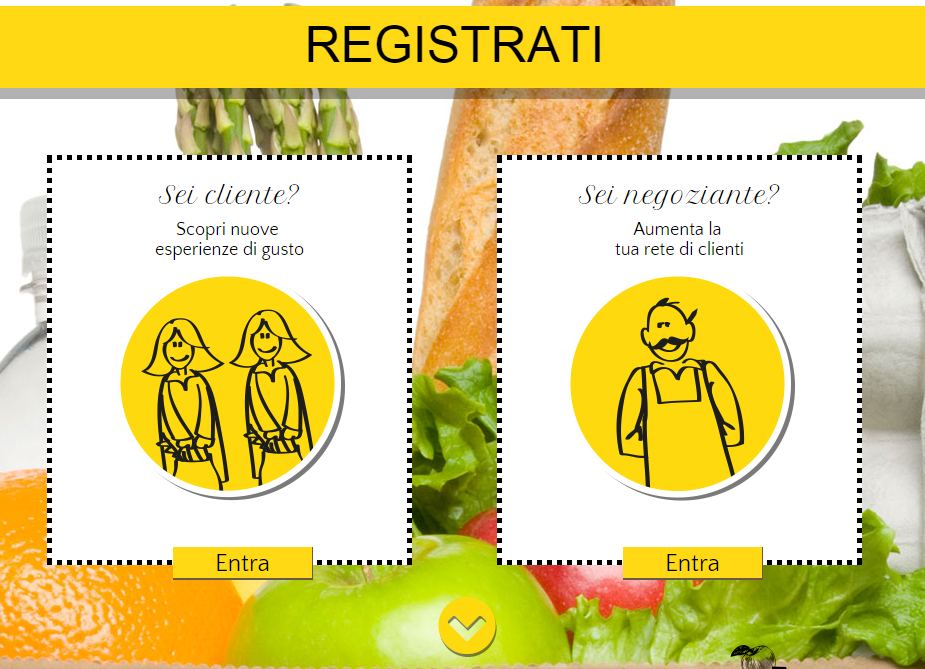 REGISTRATI
Sei cliente?
Scopri nuove
esperienze di gusto
Entra
Sei negoziante?
Aumenta la
tua rete di clienti
Entra